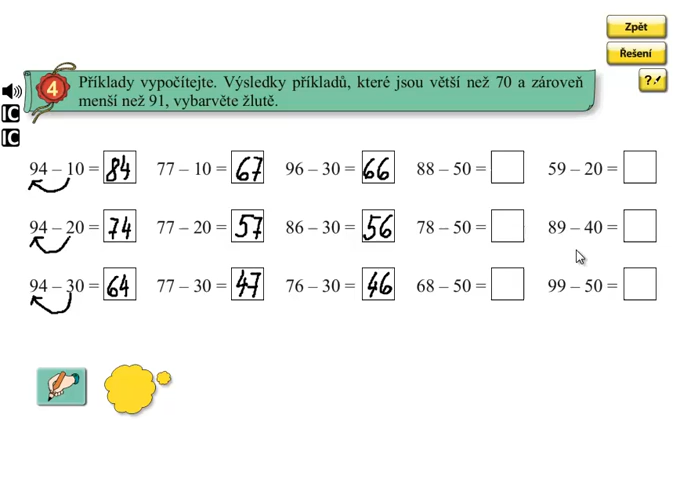 Zpět
Řešení
?✓
4 Příklady vypočítejte. Výsledky příkladů, které jsou větší než 70 a zároveň
menší než 91, vybarvěte žlutě.
IC
IC
94 – 10 = 84 77 – 10 = 67 96 – 30 = 66 88 – 50 = 59 – 20 =
94 – 20 = 74 77 – 20 = 57 86 – 30 = 56 78 – 50 = 89 – 40 =
94 – 30 = 64 77 – 30 = 47 76 – 30 = 46 68 – 50 = 99 – 50 =